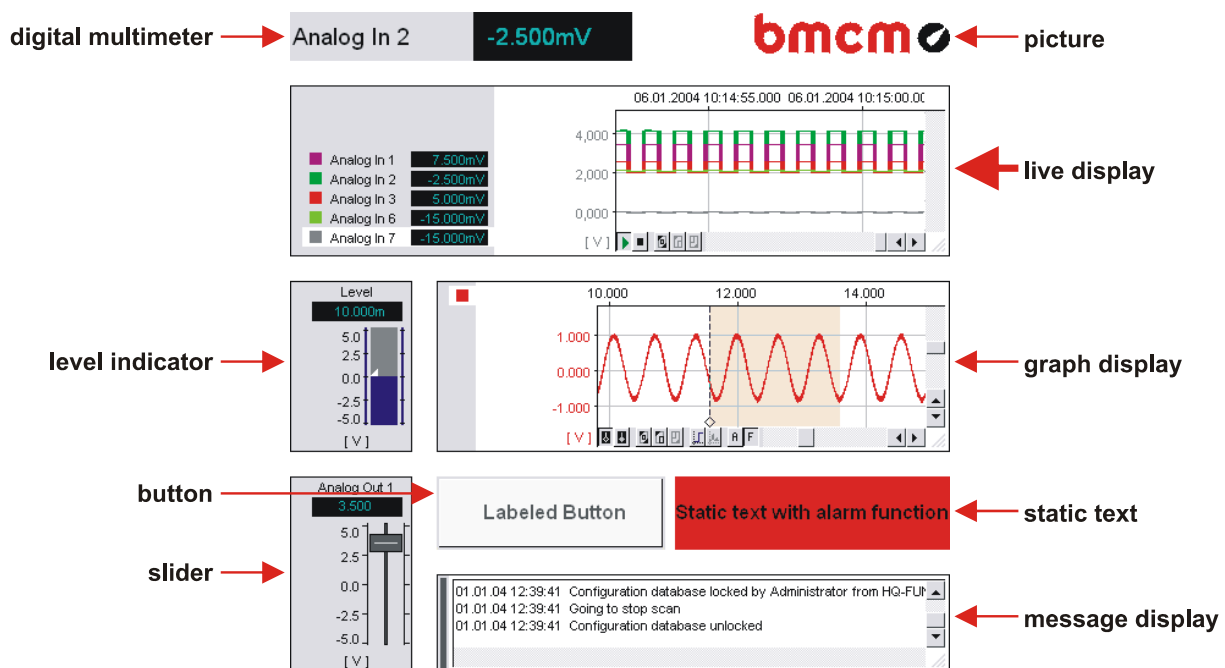 digital multimeter
Analog In 2
-2.500mV
bmcm
picture
06.01.2004 10:14:55.000 06.01.2004 10:15:00.00
4,000
2,000
0,000
[ V ]
Analog In 1 7.500mV
Analog In 2 -2.500mV
Analog In 3 5.000mV
Analog In 6 -15.000mV
Analog In 7 -15.000mV
live display
level indicator
Level
10.000m
5.0
2.5
0.0
-2.5
-5.0
[ V ]
10.000 12.000 14.000
1.000
0.000
-1.000
[ V ]
A F
graph display
button
Labeled Button
Static text with alarm function
static text
slider
Analog Out 1
3.500
5.0
2.5
0.0
-2.5
-5.0
[ V ]
01.01.04 12:39:41 Configuration database locked by Administrator from HQ-FUN
01.01.04 12:39:41 Going to stop scan
01.01.04 12:39:41 Configuration database unlocked
message display